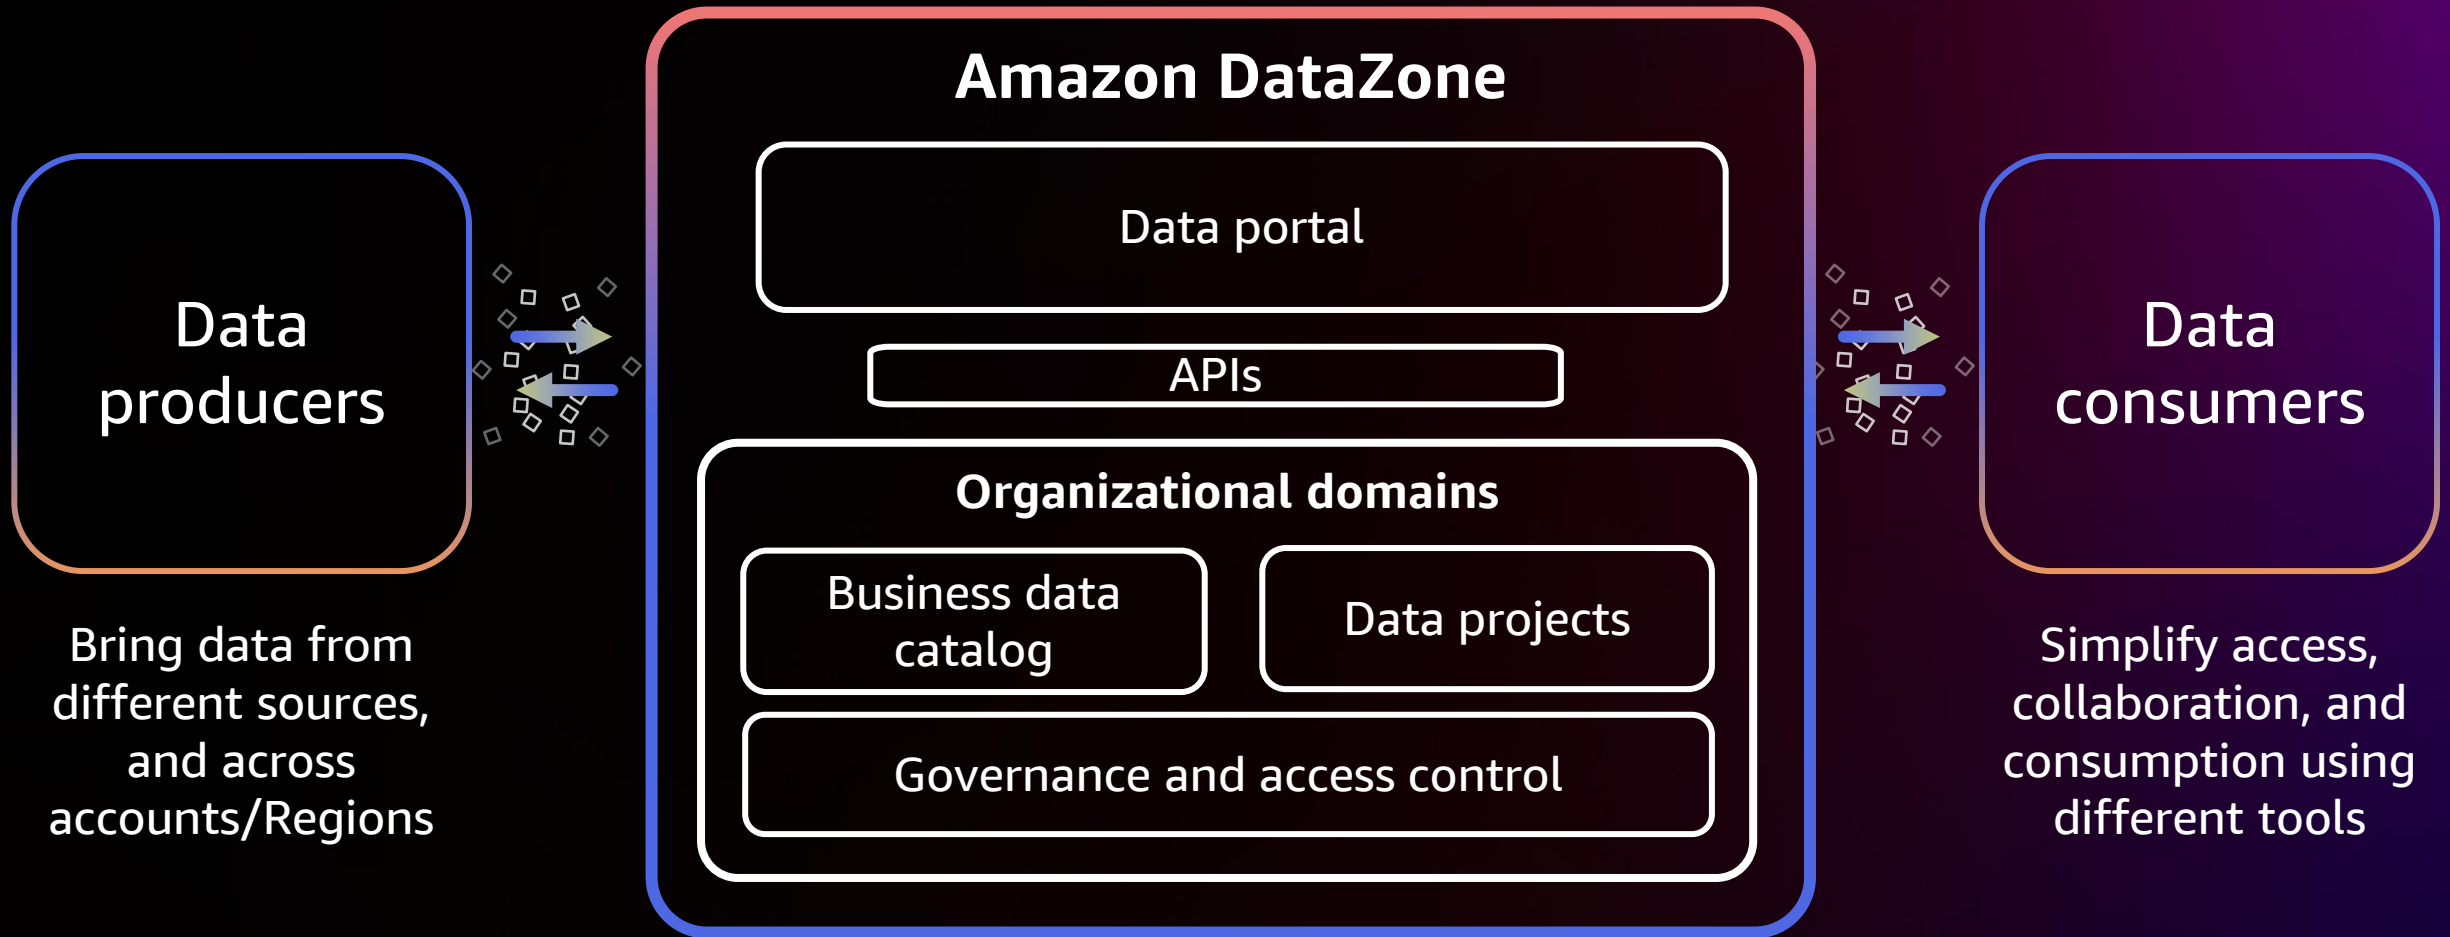 Amazon DataZone
Data
producers
Bring data from
different sources,
and across
accounts/Regions
Data portal
APIs
Organizational domains
Business data
catalog
Data projects
Governance and access control
Data
consumers
Simplify access,
collaboration, and
consumption using
different tools